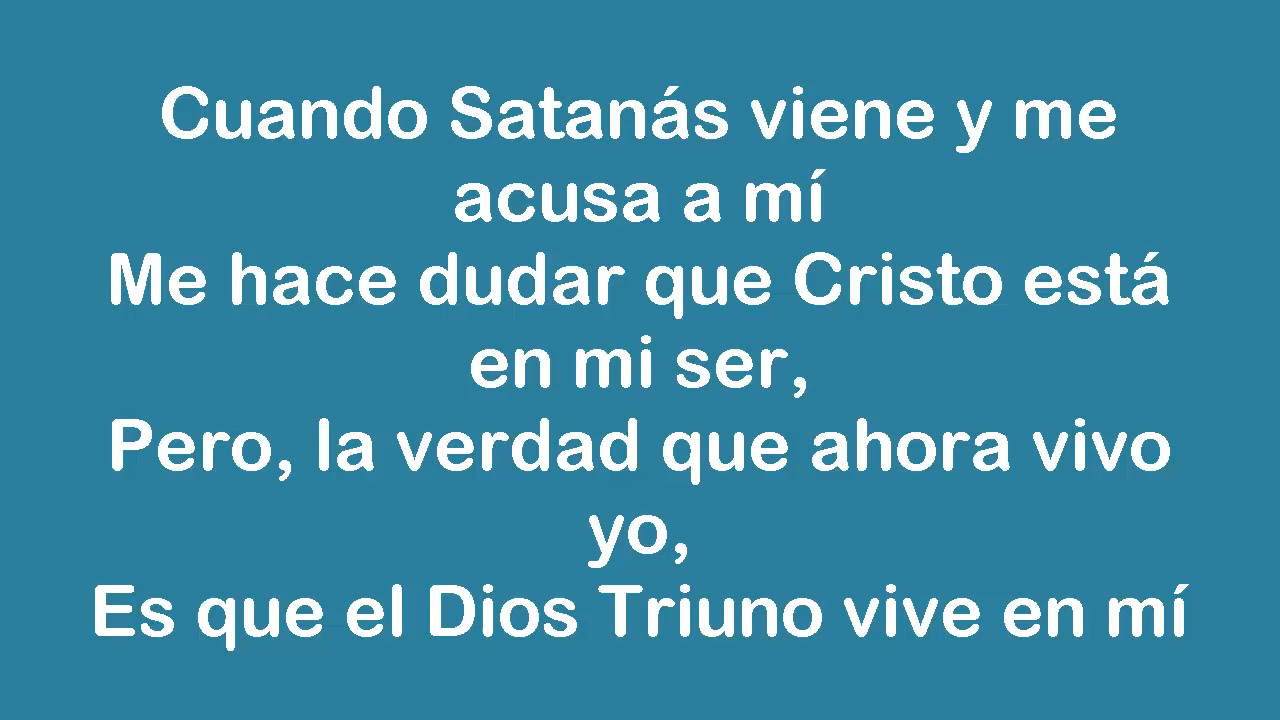 Cuando Satanás viene y me
acusa a mí
Me hace dudar que Cristo está
en mi ser,
Pero, la verdad que ahora vivo
yo,
Es que el Dios Triuno vive en mí